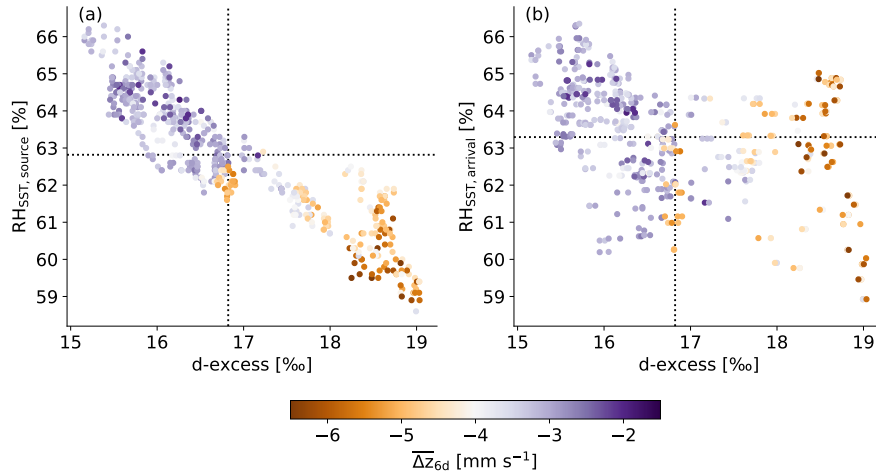 (a)
66
65
64
63
62
61
60
59
RH_SST, source [%]
15 16 17 18 19
d-excess [‰]
(b)
66
65
64
63
62
61
60
59
RH_SST, arrival [%]
15 16 17 18 19
d-excess [‰]
−6 −5 −4 −3 −2
Δz̅_6d [mm s⁻¹]